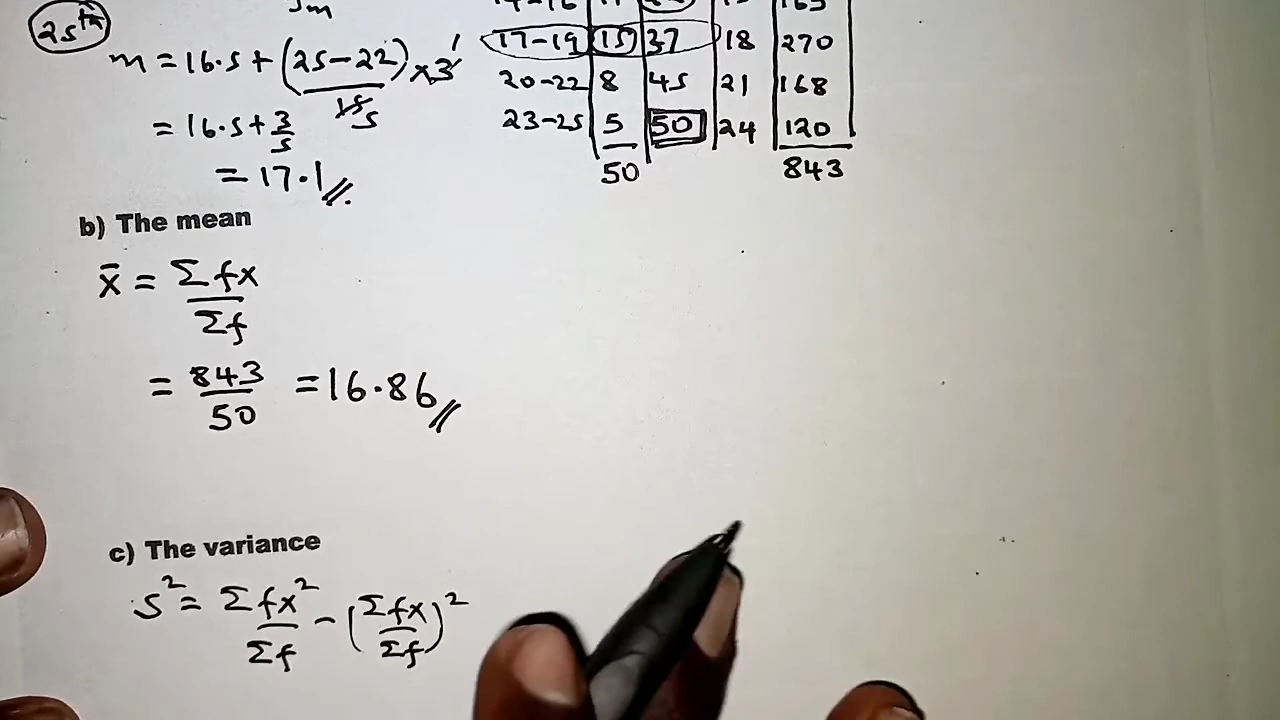 25th
m = 16.5 + (25-22)/15 5 × 3 1
= 16.5 + 3/5
= 17.1
17-19 15 37 18 270
20-22 8 45 21 168
23-25 5 50 24 120
50 843
b) The mean
x̄ = Σfx/Σf
= 843/50 = 16.86
c) The variance
s² = Σfx²/Σf - (Σfx/Σf)²